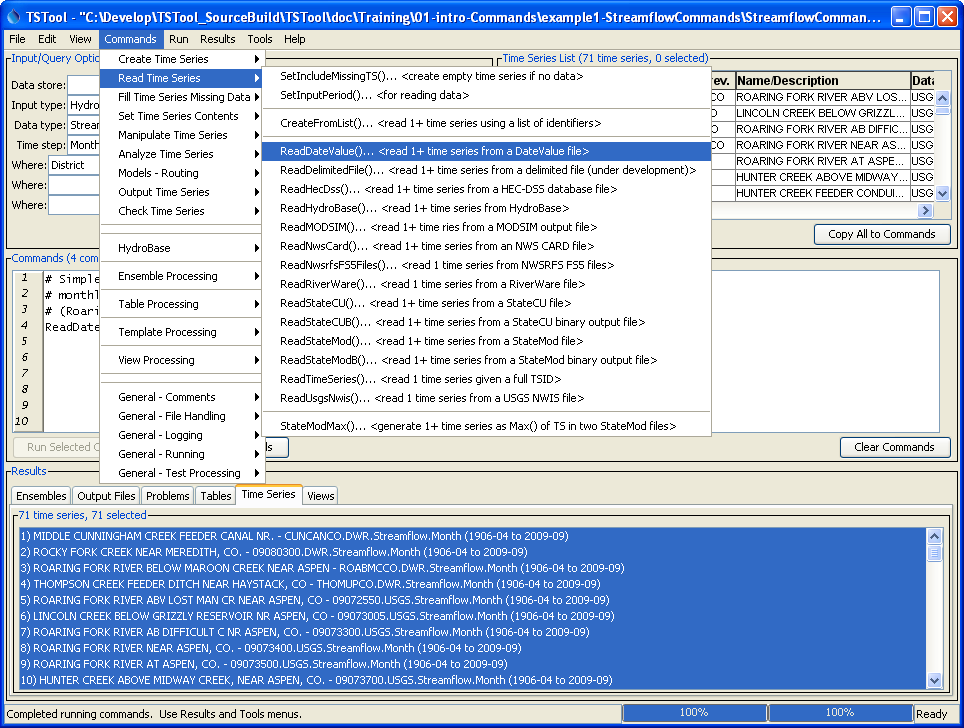 TSTool - "C:\Develop\TSTool_SourceBuild\TSTool\doc\Training\01-intro-Commands\example1-StreamflowCommands\StreamflowComman...
File Edit View Commands Run Results Tools Help
Input/Query Optio
Time Series List (71 time series, 0 selected)
Data store:
Input type: Hydro
Data type: Stream
Time step: Month
Where: District
Where:
Where:
ev. Name/Description Data
CO ROARING FORK RIVER ABV LOS... USG
LINCOLN CREEK BELOW GRIZZL... USG
CO ROARING FORK RIVER AB DIFFIC... USG
CO ROARING FORK RIVER NEAR AS... USG
ROARING FORK RIVER AT ASPE... USG
HUNTER CREEK ABOVE MIDWAY... USG
HUNTER CREEK FEEDER CONDUI... USG
Copy All to Commands
Create Time Series
Read Time Series
Fill Time Series Missing Data
Set Time Series Contents
Manipulate Time Series
Analyze Time Series
Models - Routing
Output Time Series
Check Time Series
HydroBase
Ensemble Processing
Table Processing
Template Processing
View Processing
General - Comments
General - File Handling
General - Logging
General - Running
General - Test Processing
SetIncludeMissingTS()... <create empty time series if no data>
SetInputPeriod()... <for reading data>
CreateFromList()... <read 1+ time series using a list of identifiers>
ReadDateValue()... <read 1+ time series from a DateValue file>
ReadDelimitedFile()... <read 1+ time series from a delimited file (under development)>
ReadHecDss()... <read 1+ time series from a HEC-DSS database file>
ReadHydroBase()... <read 1+ time series from HydroBase>
ReadMODSIM()... <read 1+ time ries from a MODSIM output file>
ReadNwsCard()... <read 1+ time series from an NWS CARD file>
ReadNwsrfsFS5Files()... <read 1 time series from NWSRFS FS5 files>
ReadRiverWare()... <read 1 time series from a RiverWare file>
ReadStateCU()... <read 1+ time series from a StateCU file>
ReadStateCUB()... <read 1+ time series from a StateCU binary output file>
ReadStateMod()... <read 1+ time series from a StateMod file>
ReadStateModB()... <read 1+ time series from a StateMod binary output file>
ReadTimeSeries()... <read 1 time series given a full TSID>
ReadUsgsNwis()... <read 1 time series from a USGS NWIS file>
StateModMax()... <generate 1+ time series as Max() of TS in two StateMod files>
Commands (4 com
1 # Simple
2 # monthl
3 # (Roari
4 ReadDate
5
6
7
8
9
10
Run Selected C
ds
Clear Commands
Results
Ensembles Output Files Problems Tables Time Series Views
71 time series, 71 selected
1) MIDDLE CUNNINGHAM CREEK FEEDER CANAL NR. - CUNCANCO.DWR.Streamflow.Month (1906-04 to 2009-09)
2) ROCKY FORK CREEK NEAR MEREDITH, CO. - 09080300.DWR.Streamflow.Month (1906-04 to 2009-09)
3) ROARING FORK RIVER BELOW MAROON CREEK NEAR ASPEN - ROABMCCO.DWR.Streamflow.Month (1906-04 to 2009-09)
4) THOMPSON CREEK FEEDER DITCH NEAR HAYSTACK, CO - THOMUPCO.DWR.Streamflow.Month (1906-04 to 2009-09)
5) ROARING FORK RIVER ABV LOST MAN CR NEAR ASPEN, CO - 09072550.USGS.Streamflow.Month (1906-04 to 2009-09)
6) LINCOLN CREEK BELOW GRIZZLY RESERVOIR NR ASPEN, CO - 09073005.USGS.Streamflow.Month (1906-04 to 2009-09)
7) ROARING FORK RIVER AB DIFFICULT C NR ASPEN, CO. - 09073300.USGS.Streamflow.Month (1906-04 to 2009-09)
8) ROARING FORK RIVER NEAR ASPEN, CO. - 09073400.USGS.Streamflow.Month (1906-04 to 2009-09)
9) ROARING FORK RIVER AT ASPEN, CO. - 09073500.USGS.Streamflow.Month (1906-04 to 2009-09)
10) HUNTER CREEK ABOVE MIDWAY CREEK, NEAR ASPEN, CO. - 09073700.USGS.Streamflow.Month (1906-04 to 2009-09)
Completed running commands. Use Results and Tools menus. 100% 100% Ready